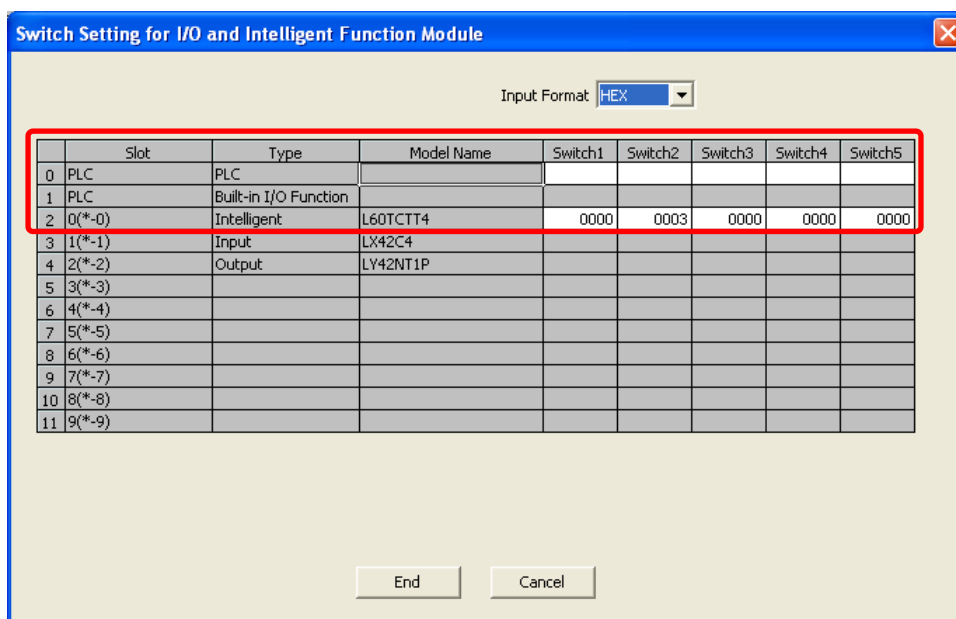 Switch Setting for I/O and Intelligent Function Module
Input Format HEX
Slot Type Model Name Switch1 Switch2 Switch3 Switch4 Switch5
0 PLC PLC
1 PLC Built-in I/O Function
2 0(*-0) Intelligent L60TCTT4 0000 0003 0000 0000 0000
3 1(*-1) Input LX42C4
4 2(*-2) Output LY42NT1P
5 3(*-3)
6 4(*-4)
7 5(*-5)
8 6(*-6)
9 7(*-7)
10 8(*-8)
11 9(*-9)
End Cancel